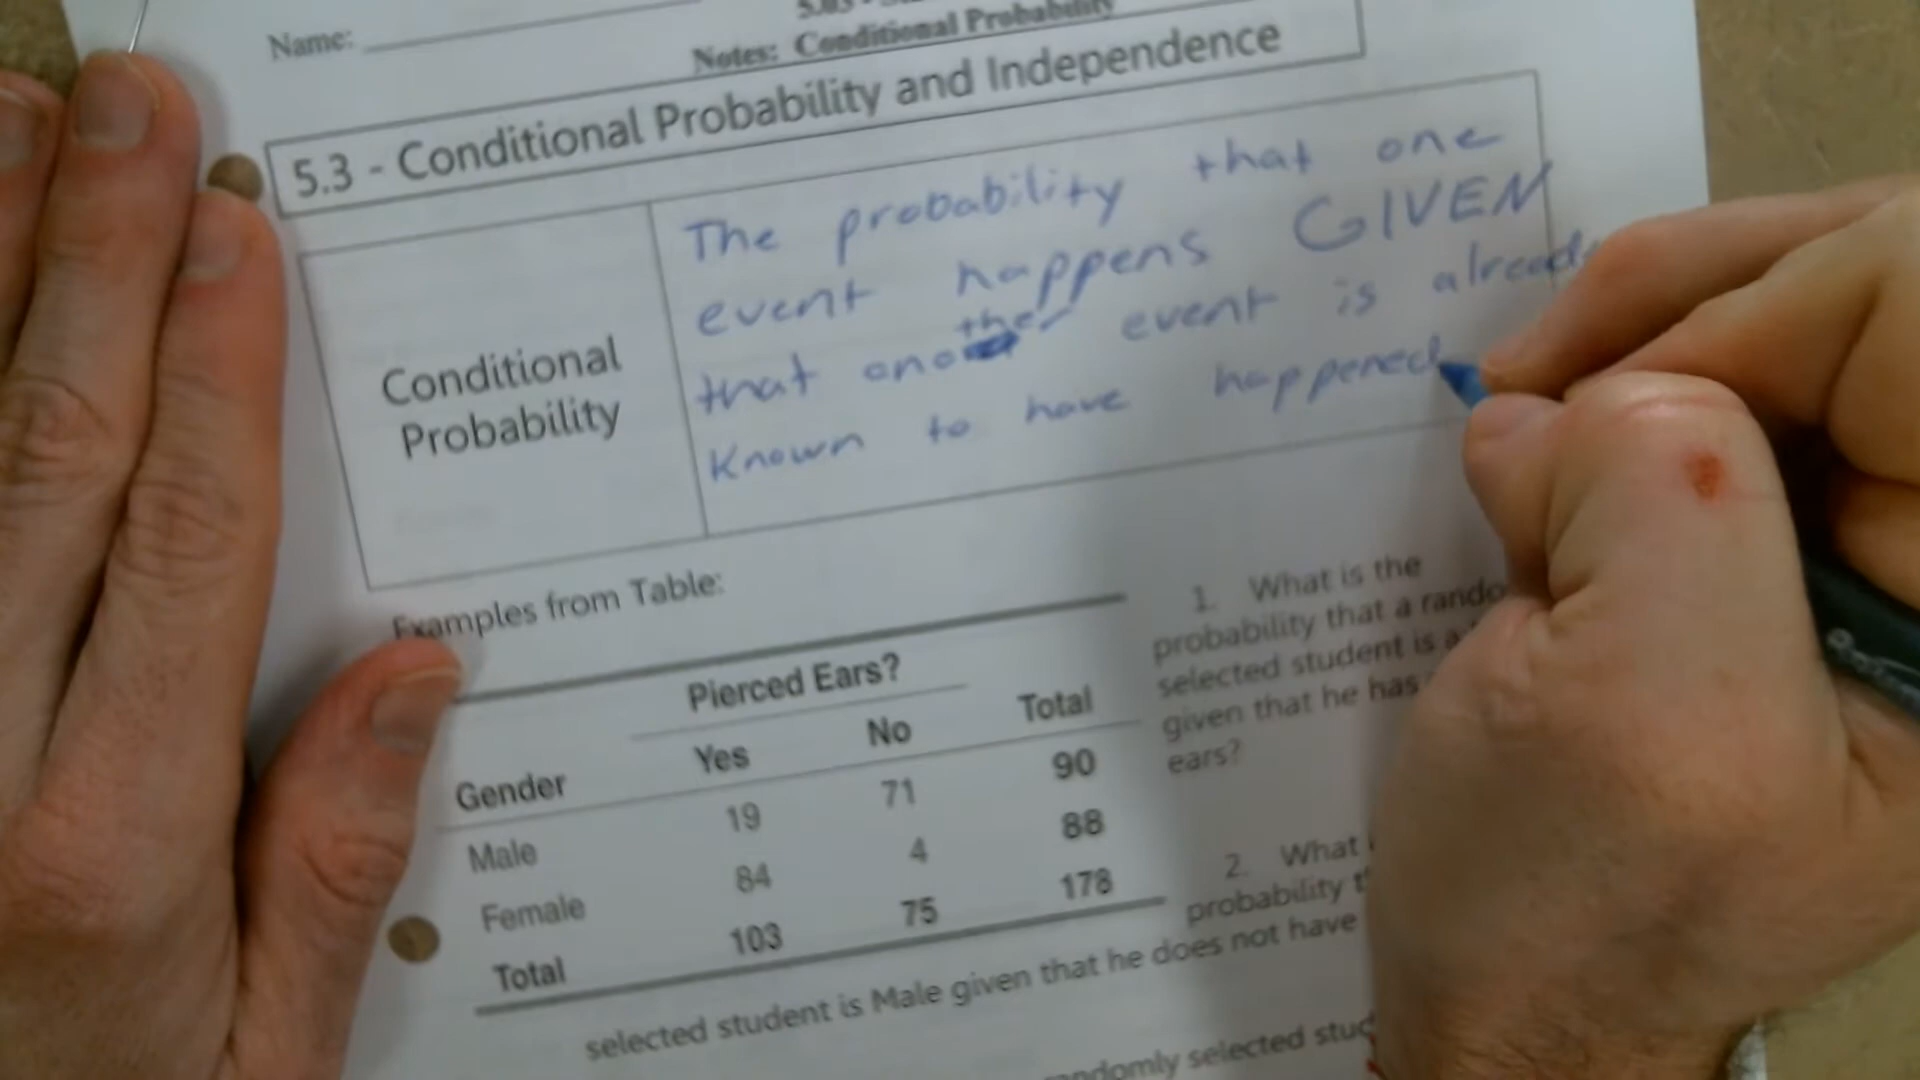 Name:
Notes: Conditional Probability
5.3 - Conditional Probability and Independence
Conditional
Probability
The probability that one
event happens GIVEN
that another event is already
known to have happened
Examples from Table:
Pierced Ears?
Gender Yes No Total
Male 19 71 90
Female 84 4 88
Total 103 75 178
1. What is the
probability that a rando
selected student is a
given that he has
ears?
2. What
probability t
selected student is Male given that he does not have
andomly selected stud